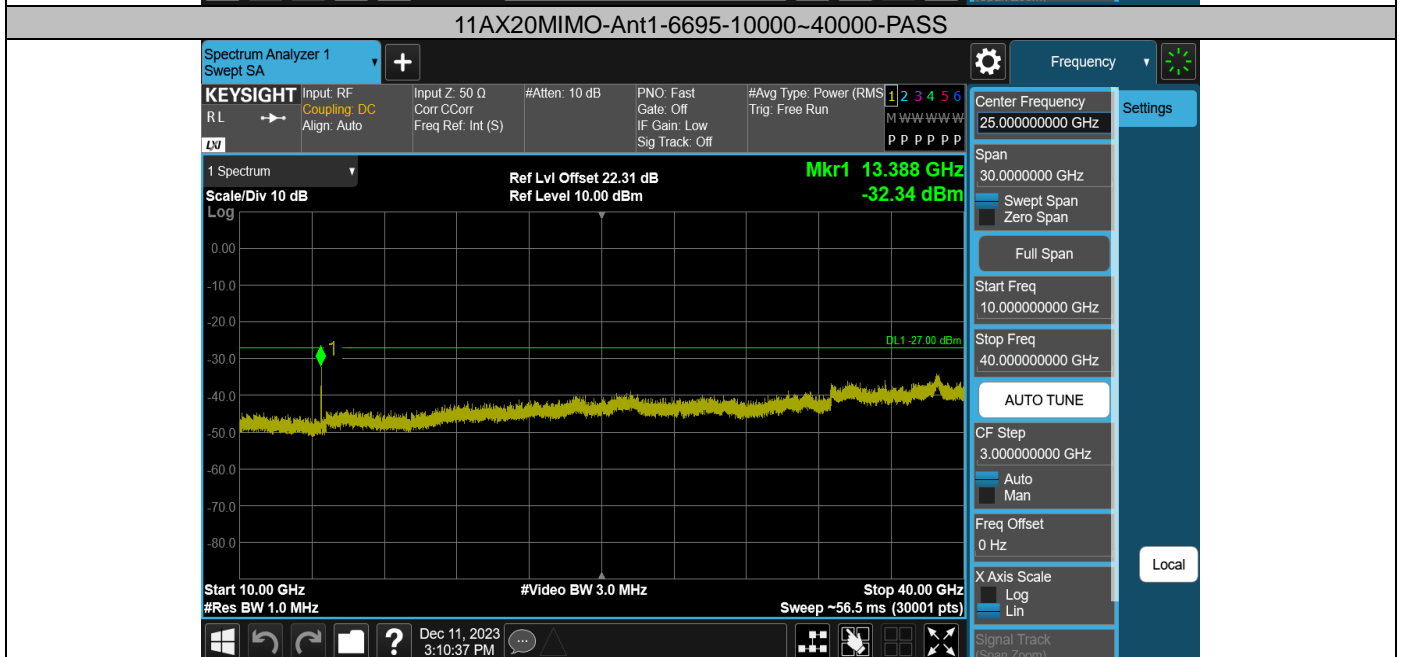 11AX20MIMO-Ant1-6695-10000~40000-PASS
Spectrum Analyzer 1
Swept SA
Frequency
KEYSIGHT
R L
LXI
Input: RF
Coupling: DC
Align: Auto
Input Z: 50 Ω
Corr CCorr
Freq Ref: Int (S)
#Atten: 10 dB
PNO: Fast
Gate: Off
IF Gain: Low
Sig Track: Off
#Avg Type: Power (RMS
Trig: Free Run
1 2 3 4 5 6
M W W W W W
P P P P P P
Center Frequency
25.000000000 GHz
Settings
Span
30.0000000 GHz
Swept Span
Zero Span
Full Span
Start Freq
10.000000000 GHz
Stop Freq
40.000000000 GHz
AUTO TUNE
CF Step
3.000000000 GHz
Auto
Man
Freq Offset
0 Hz
X Axis Scale
Log
Lin
Signal Track
(Span Zoom)
Local
1 Spectrum
Scale/Div 10 dB
Ref Lvl Offset 22.31 dB
Ref Level 10.00 dBm
Mkr1 13.388 GHz
-32.34 dBm
Log
0.00
-10.0
-20.0
-30.0
-40.0
-50.0
-60.0
-70.0
-80.0
1
DL1 -27.00 dBm
Start 10.00 GHz
#Res BW 1.0 MHz
#Video BW 3.0 MHz
Stop 40.00 GHz
Sweep ~56.5 ms (30001 pts)
?
Dec 11, 2023
3:10:37 PM